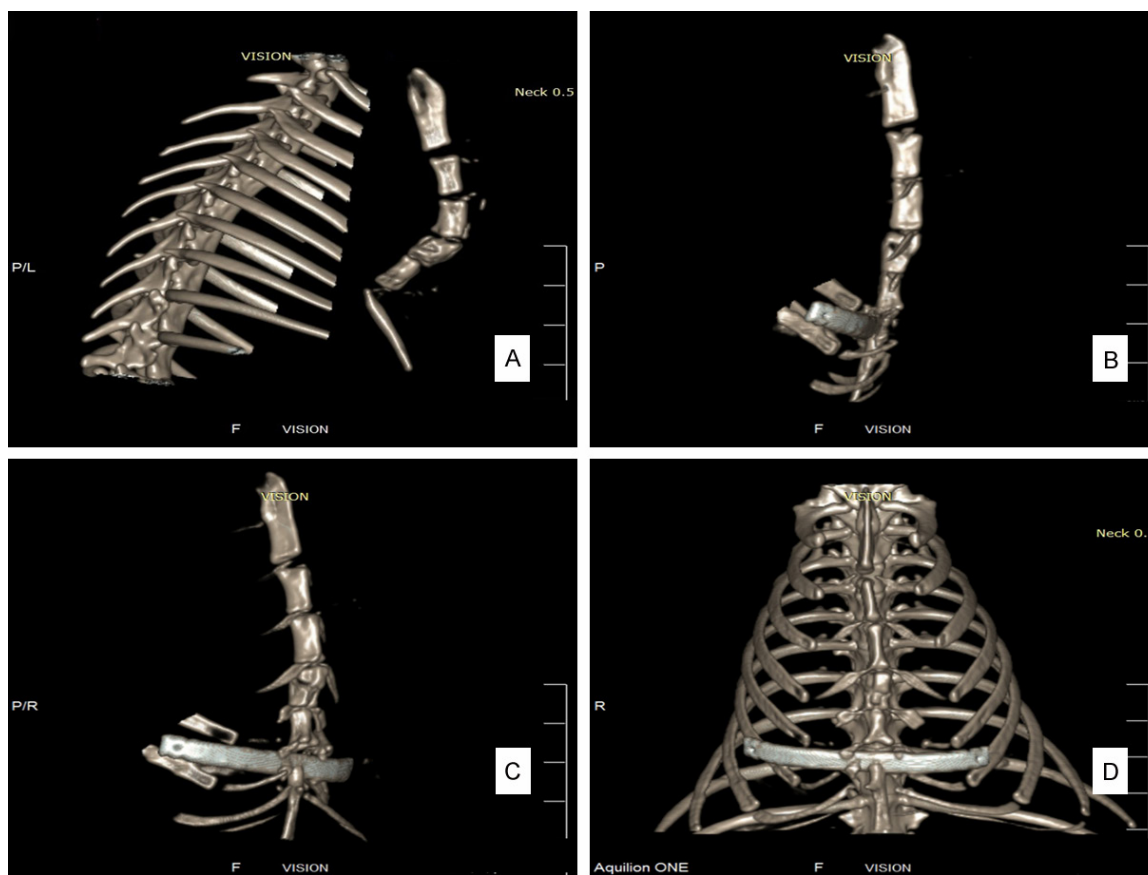 VISION
Neck 0.5
P/L
A
F VISION
VISION
P
B
F VISION
VISION
P/R
C
F VISION
VISION
Neck 0.
R
D
Aquilion ONE F VISION